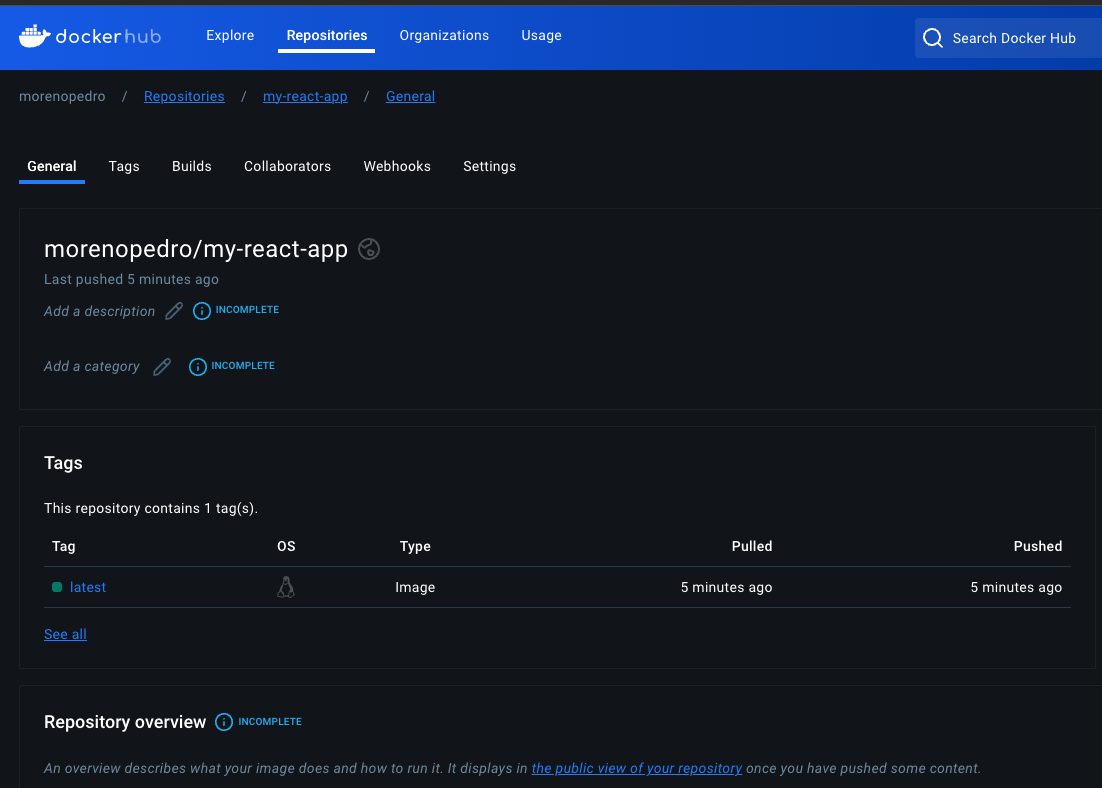 dockerhub Explore Repositories Organizations Usage Search Docker Hub
morenopedro / Repositories / my-react-app / General
General Tags Builds Collaborators Webhooks Settings
morenopedro/my-react-app
Last pushed 5 minutes ago
Add a description INCOMPLETE
Add a category INCOMPLETE
Tags
This repository contains 1 tag(s).
Tag OS Type Pulled Pushed
latest Image 5 minutes ago 5 minutes ago
See all
Repository overview INCOMPLETE
An overview describes what your image does and how to run it. It displays in the public view of your repository once you have pushed some content.